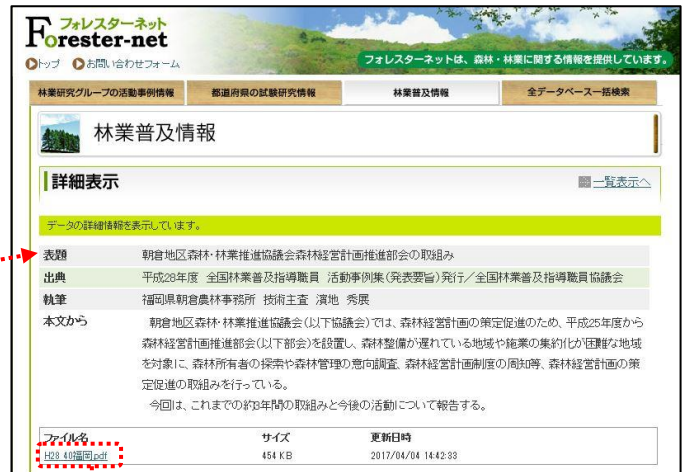 フォレスターネット
Forester-net
トップ お問い合わせフォーム
フォレスターネットは、森林・林業に関する情報を提供しています。
林業研究グループの活動事例情報 都道府県の試験研究情報 林業普及情報 全データベース一括検索
林業普及情報
詳細表示
一覧表示へ
データの詳細情報を表示しています。
表題 朝倉地区森林・林業推進協議会森林経営計画推進部会の取組み
出典 平成28年度 全国林業普及指導職員 活動事例集(発表要旨)発行/全国林業普及指導職員協議会
執筆 福岡県朝倉農林事務所 技術主査 濱地 秀展
本文から 朝倉地区森林・林業推進協議会(以下協議会)では、森林経営計画の策定促進のため、平成25年度から
森林経営計画推進部会(以下部会)を設置し、森林整備が遅れている地域や施業の集約化が困難な地域
を対象に、森林所有者の探索や森林管理の意向調査、森林経営計画制度の周知等、森林経営計画の策
定促進の取組みを行っている。
今回は、これまでの約3年間の取組みと今後の活動について報告する。
ファイル名 サイズ 更新日時
H28_40福岡.pdf 454 KB 2017/04/04 14:42:33